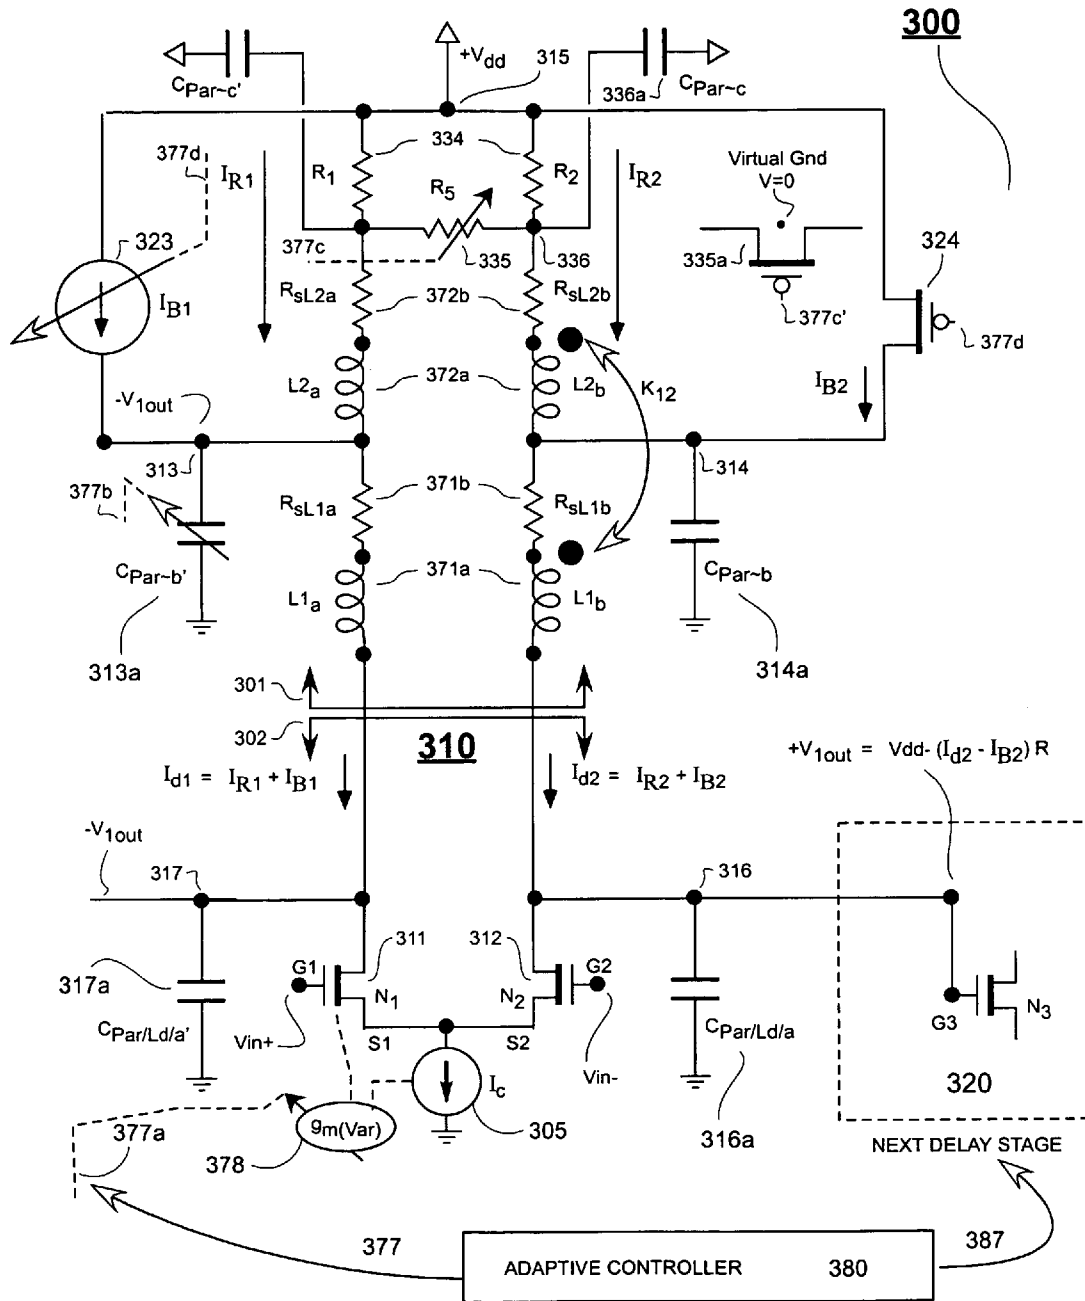 300
+Vdd
315
CPar~c'
336a
CPar~c
377d
IR1
334
R1
R2
IR2
Virtual Gnd
V=0
R5
323
377c
335
336
335a
324
IB1
RsL2a
372b
RsL2b
377c'
377d
L2a
372a
L2b
K12
IB2
-V1out
313
314
377b
371b
RsL1a
RsL1b
CPar~b'
CPar~b
L1a
371a
L1b
313a
314a
301
302
310
+V1out = Vdd- (Id2 - IB2) R
Id1 = IR1 + IB1
Id2 = IR2 + IB2
-V1out
317
316
311
312
G1
G2
317a
N1
N2
G3
N3
CPar/Ld/a'
Vin+
S1
S2
Vin-
CPar/Ld/a
320
Ic
gm(Var)
305
316a
377a
378
NEXT DELAY STAGE
377
387
ADAPTIVE CONTROLLER 380